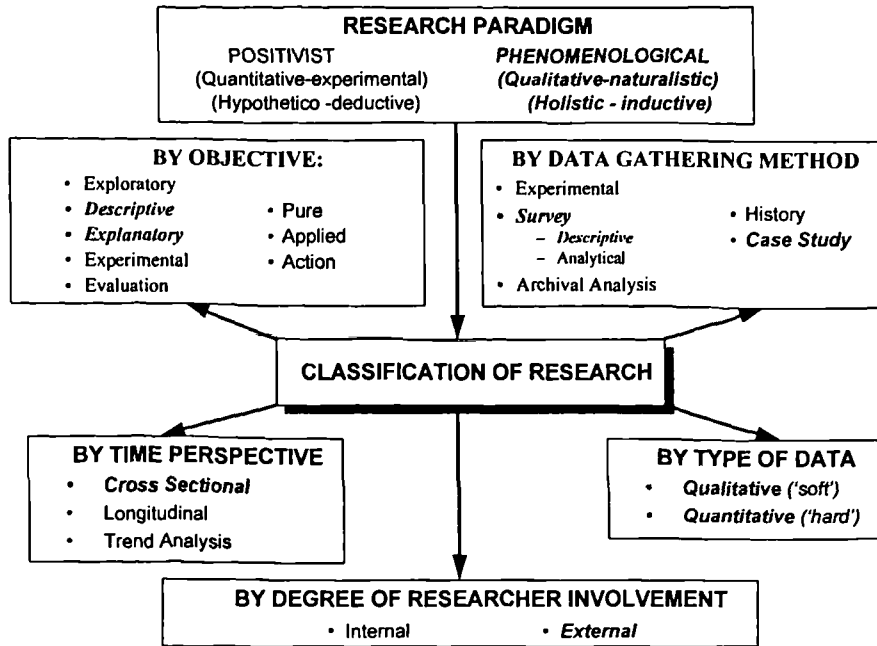 RESEARCH PARADIGM
POSITIVIST PHENOMENOLOGICAL
(Quantitative-experimental) (Qualitative-naturalistic)
(Hypothetico -deductive) (Holistic - inductive)
BY OBJECTIVE:
• Exploratory
• Descriptive • Pure
• Explanatory • Applied
• Experimental • Action
• Evaluation
BY DATA GATHERING METHOD
• Experimental
• Survey • History
– Descriptive • Case Study
– Analytical
• Archival Analysis
CLASSIFICATION OF RESEARCH
BY TIME PERSPECTIVE
• Cross Sectional
• Longitudinal
• Trend Analysis
BY TYPE OF DATA
• Qualitative ('soft')
• Quantitative ('hard')
BY DEGREE OF RESEARCHER INVOLVEMENT
• Internal • External